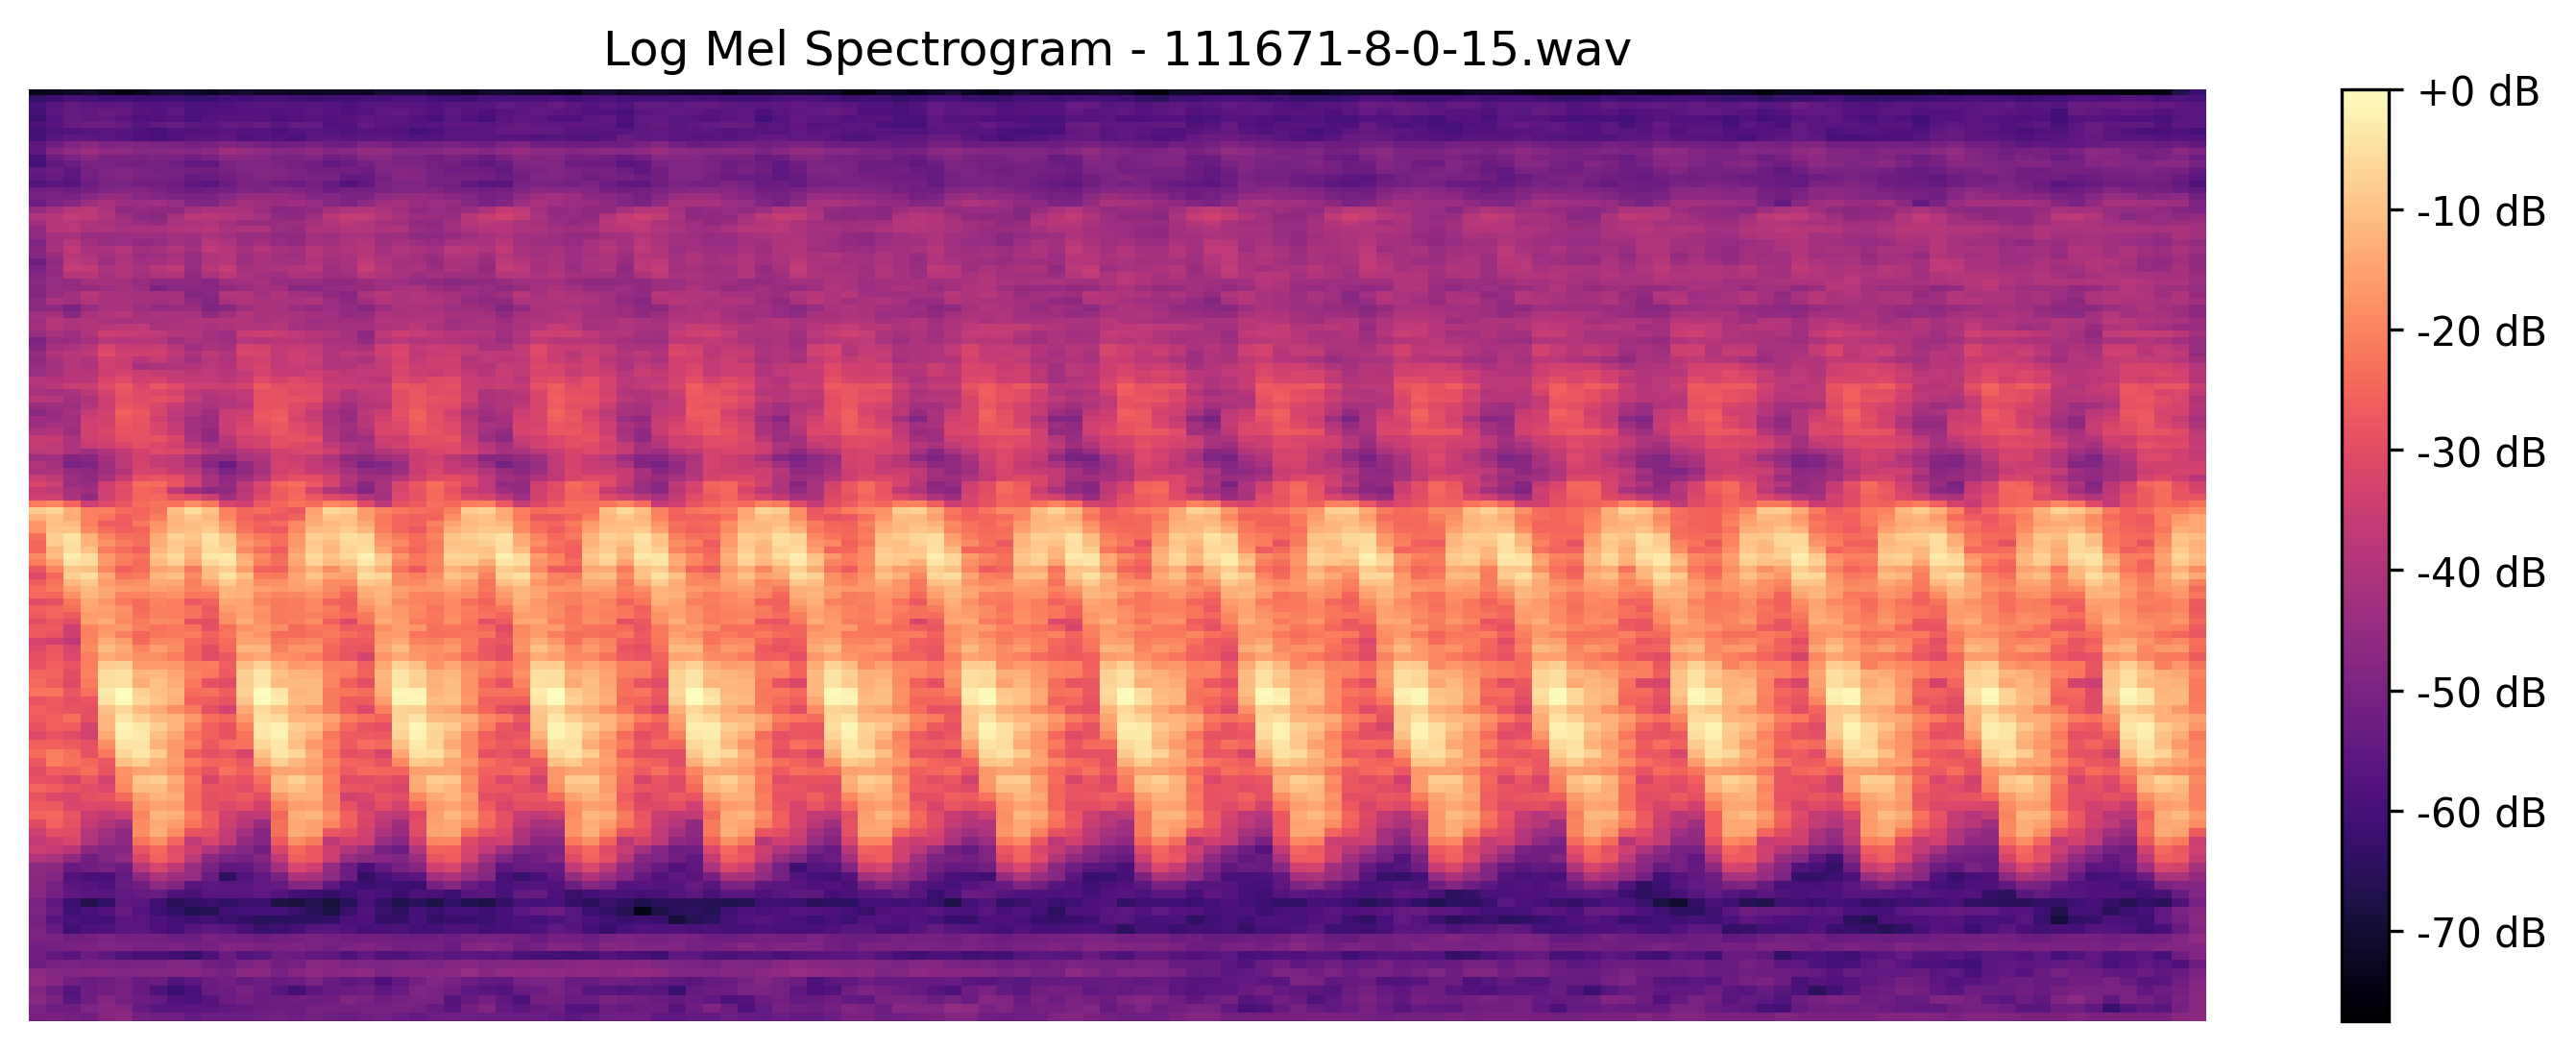 Log Mel Spectrogram - 111671-8-0-15.wav
+0 dB
-10 dB
-20 dB
-30 dB
-40 dB
-50 dB
-60 dB
-70 dB